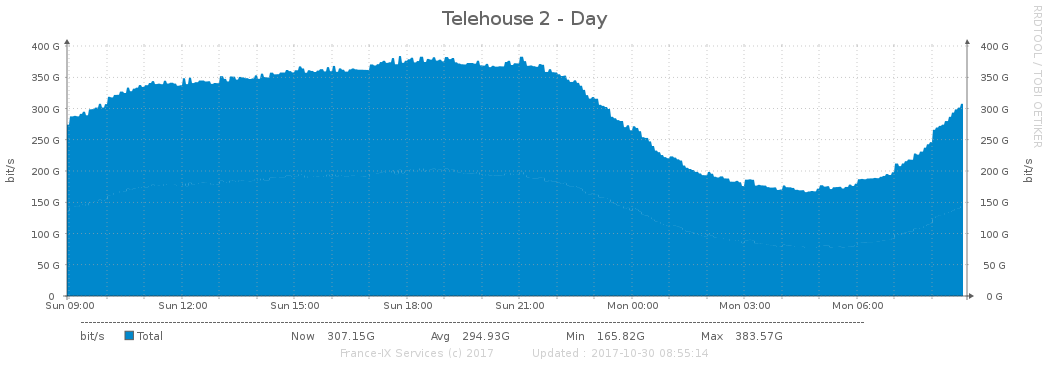 Telehouse 2 - Day
RRDTOOL / TOBI OETIKER
bit/s
400 G 400 G
350 G 350 G
300 G 300 G
250 G 250 G
200 G 200 G
150 G 150 G
100 G 100 G
50 G 50 G
0 0 G
bit/s
Sun 09:00 Sun 12:00 Sun 15:00 Sun 18:00 Sun 21:00 Mon 00:00 Mon 03:00 Mon 06:00
bit/s Total Now 307.15G Avg 294.93G Min 165.82G Max 383.57G
France-IX Services (c) 2017 Updated : 2017-10-30 08:55:14